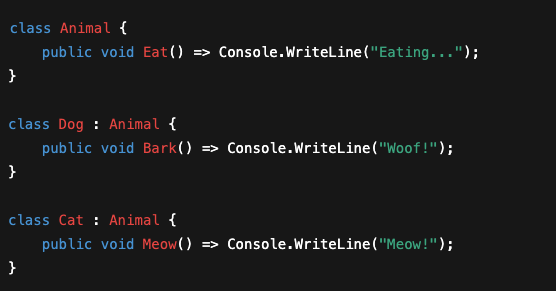 class Animal {
    public void Eat() => Console.WriteLine("Eating...");
}
class Dog : Animal {
    public void Bark() => Console.WriteLine("Woof!");
}
class Cat : Animal {
    public void Meow() => Console.WriteLine("Meow!");
}